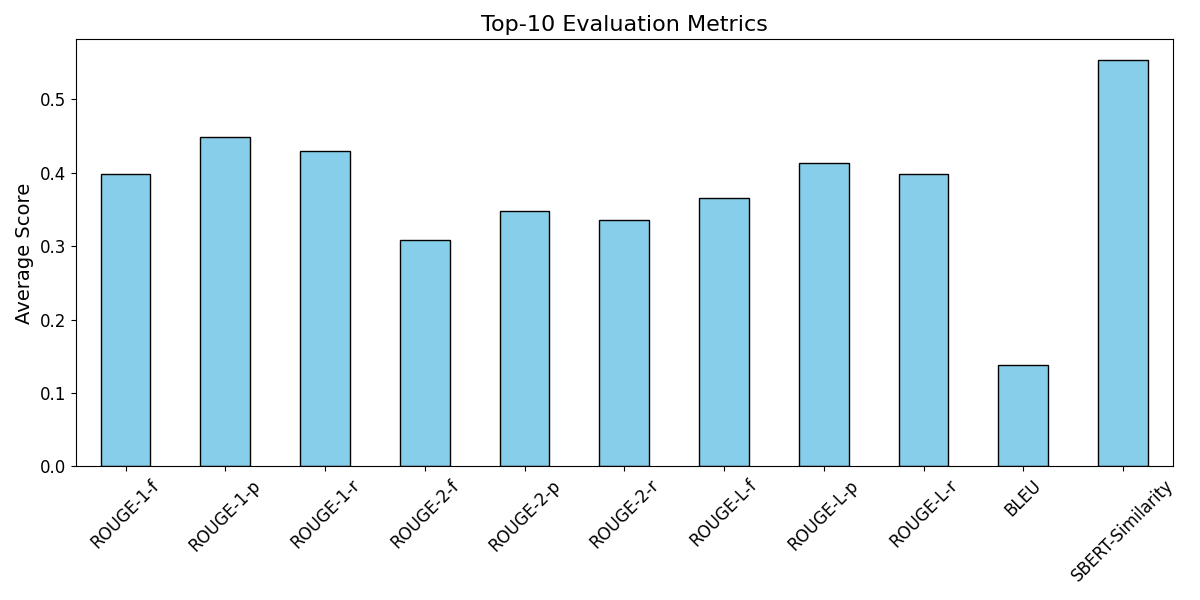 Top-10 Evaluation Metrics
Average Score
0.5
0.4
0.3
0.2
0.1
0.0
ROUGE-1-f
ROUGE-1-p
ROUGE-1-r
ROUGE-2-f
ROUGE-2-p
ROUGE-2-r
ROUGE-L-f
ROUGE-L-p
ROUGE-L-r
BLEU
SBERT-Similarity